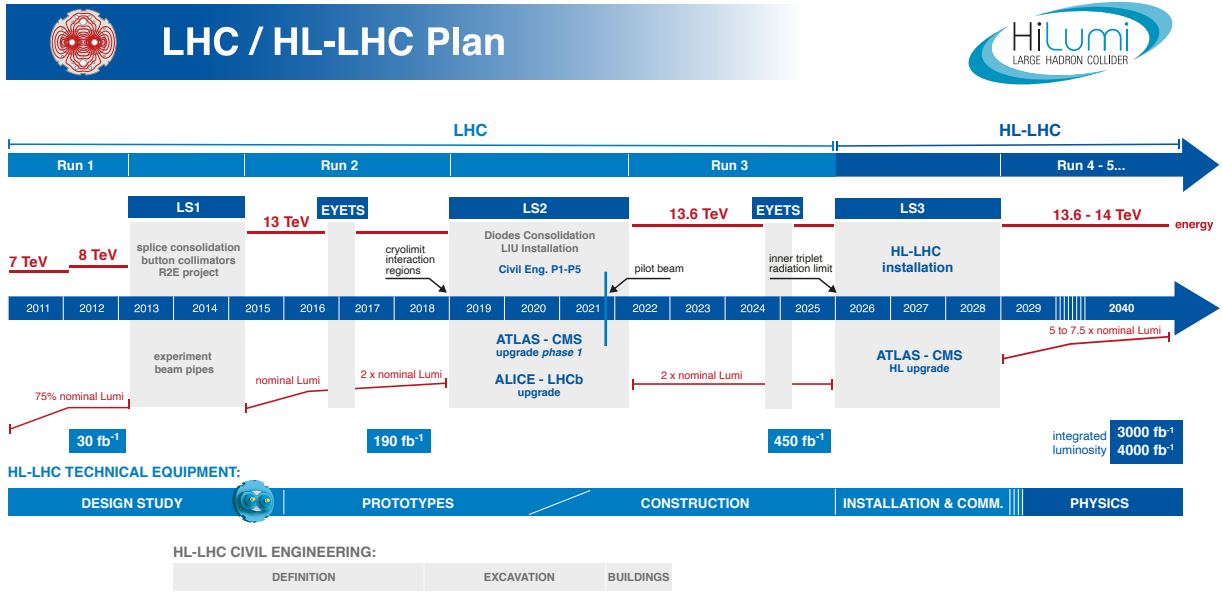 LHC / HL-LHC Plan
HiLumi
LARGE HADRON COLLIDER
LHC
HL-LHC
Run 1
Run 2
Run 3
Run 4 - 5...
LS1
EYETS
LS2
EYETS
LS3
13 TeV
13.6 TeV
13.6 - 14 TeV
energy
7 TeV
8 TeV
splice consolidation
button collimators
R2E project
cryolimit
interaction
regions
Diodes Consolidation
LIU Installation
Civil Eng. P1-P5
pilot beam
inner triplet
radiation limit
HL-LHC
installation
2011
2012
2013
2014
2015
2016
2017
2018
2019
2020
2021
2022
2023
2024
2025
2026
2027
2028
2029
2040
5 to 7.5 x nominal Lumi
experiment
beam pipes
ATLAS - CMS
upgrade phase 1
ALICE - LHCb
upgrade
ATLAS - CMS
HL upgrade
75% nominal Lumi
nominal Lumi
2 x nominal Lumi
2 x nominal Lumi
30 fb-1
190 fb-1
450 fb-1
integrated
luminosity
3000 fb-1
4000 fb-1
HL-LHC TECHNICAL EQUIPMENT:
DESIGN STUDY
PROTOTYPES
CONSTRUCTION
INSTALLATION & COMM.
PHYSICS
HL-LHC CIVIL ENGINEERING:
DEFINITION
EXCAVATION
BUILDINGS